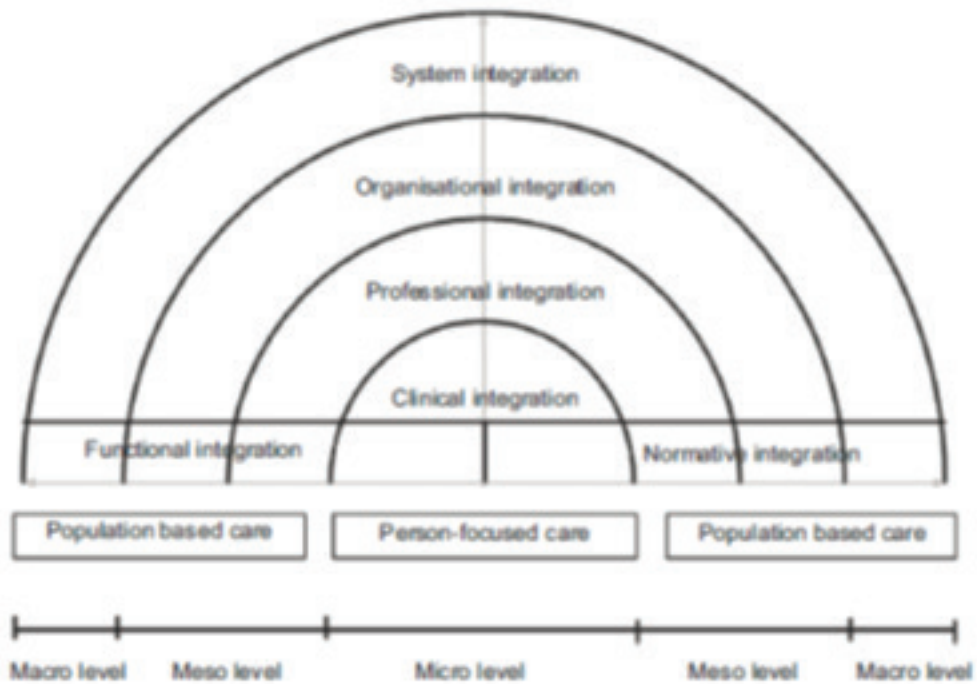 System integration
Organisational integration
Professional integration
Clinical integration
Functional integration
Normative integration
Population based care
Person-focused care
Population based care
Macro level
Meso level
Micro level
Meso level
Macro level